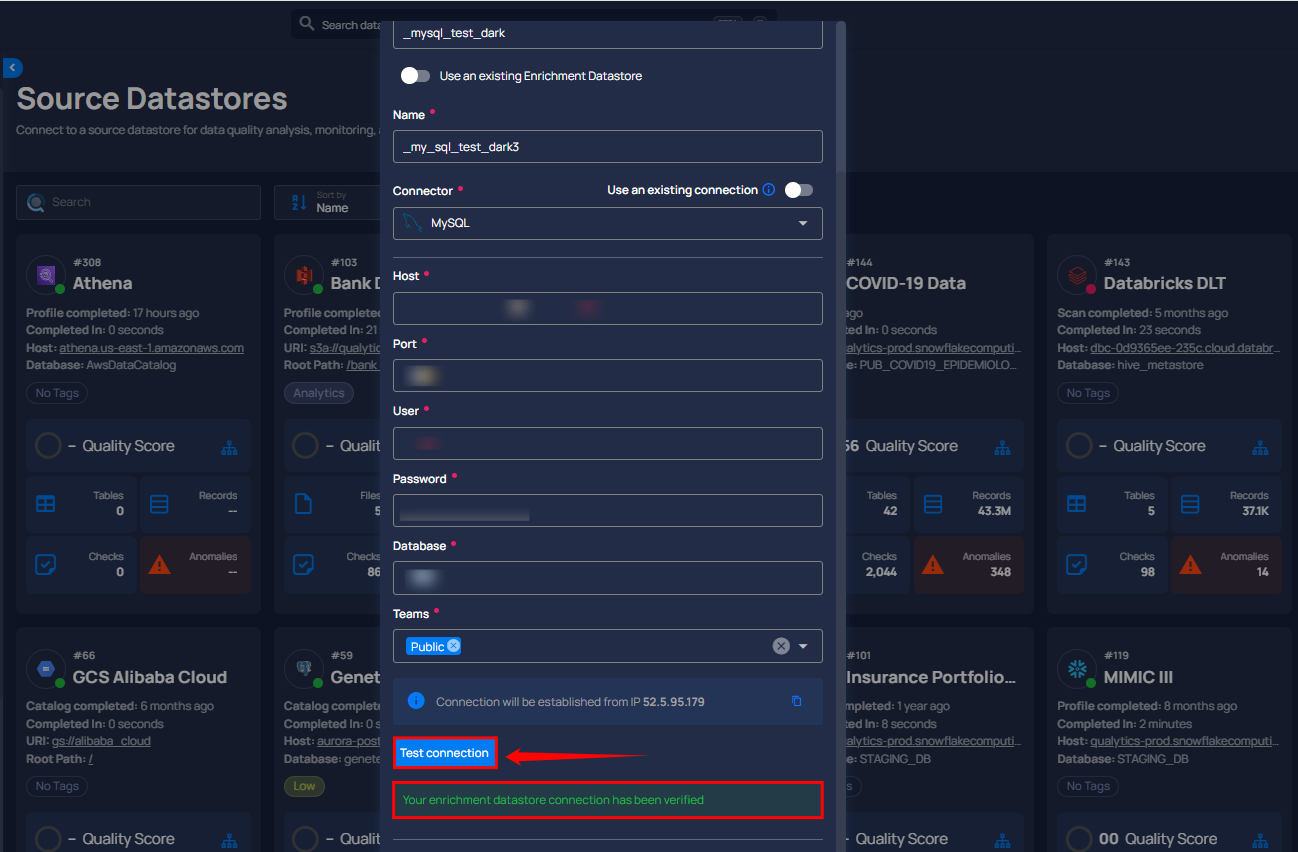 Search data
_mysql_test_dark
Use an existing Enrichment Datastore
Source Datastores
Connect to a source datastore for data quality analysis, monitoring,
Name *
_my_sql_test_dark3
Connector *
Use an existing connection
MySQL
Search
Sort by
Name
Host *
Port *
User *
Password *
Database *
Teams *
Public
Connection will be established from IP 52.5.95.179
Test connection
Your enrichment datastore connection has been verified
#308
Athena
Profile completed: 17 hours ago
Completed In: 0 seconds
Host: athena.us-east-1.amazonaws.com
Database: AwsDataCatalog
No Tags
– Quality Score
Tables
0
Records
--
Checks
0
Anomalies
--
#103
Bank
Profile completed
Completed In: 21
URI: s3a://qualytic
Root Path: /bank
Analytics
– Qualit
Files
5
Checks
86
#144
COVID-19 Data
ago
ed In: 0 seconds
alytics-prod.snowflakecomputi...
e: PUB_COVID19_EPIDEMIOLO...
56 Quality Score
Tables
42
Records
43.3M
Checks
2,044
Anomalies
348
#143
Databricks DLT
Scan completed: 5 months ago
Completed In: 23 seconds
Host: dbc-0d9365ee-235c.cloud.databr...
Database: hive_metastore
No Tags
– Quality Score
Tables
5
Records
37.1K
Checks
98
Anomalies
14
#66
GCS Alibaba Cloud
Catalog completed: 6 months ago
Completed In: 0 seconds
URI: gs://alibaba_cloud
Root Path: /
No Tags
– Quality Score
#59
Genet
Catalog complete
Completed In: 0 s
Host: aurora-post
Database: genete
Low
– Qualit
#101
Insurance Portfolio...
mpleted: 1 year ago
ed In: 8 seconds
alytics-prod.snowflakecomputi...
e: STAGING_DB
s
- Quality Score
#119
MIMIC III
Profile completed: 8 months ago
Completed In: 2 minutes
Host: qualytics-prod.snowflakecomputi...
Database: STAGING_DB
No Tags
00 Quality Score